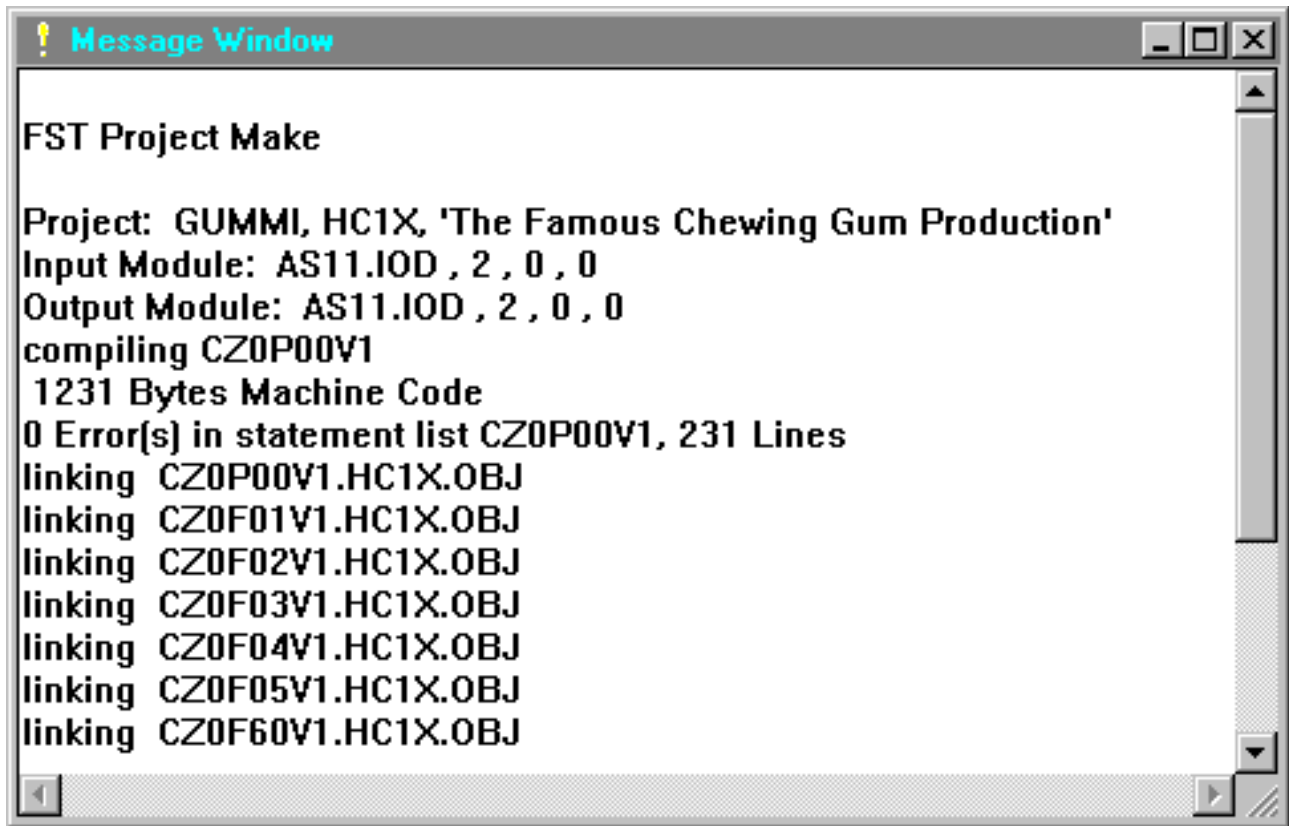 Message Window
FST Project Make
Project: GUMMI, HC1X, 'The Famous Chewing Gum Production'
Input Module: AS11.IOD , 2 , 0 , 0
Output Module: AS11.IOD , 2 , 0 , 0
compiling CZ0P00V1
1231 Bytes Machine Code
0 Error(s) in statement list CZ0P00V1, 231 Lines
linking CZ0P00V1.HC1X.OBJ
linking CZ0F01V1.HC1X.OBJ
linking CZ0F02V1.HC1X.OBJ
linking CZ0F03V1.HC1X.OBJ
linking CZ0F04V1.HC1X.OBJ
linking CZ0F05V1.HC1X.OBJ
linking CZ0F60V1.HC1X.OBJ